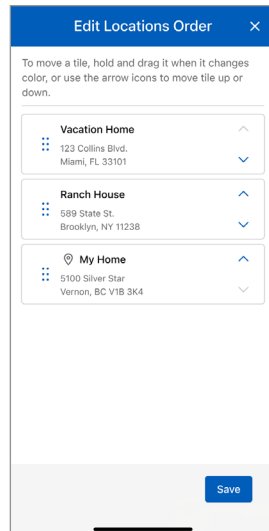 Edit Locations Order
To move a tile, hold and drag it when it changes
color, or use the arrow icons to move tile up or
down.
Vacation Home
123 Collins Blvd.
Miami, FL 33101
Ranch House
589 State St.
Brooklyn, NY 11238
My Home
5100 Silver Star
Vernon, BC V1B 3K4
Save